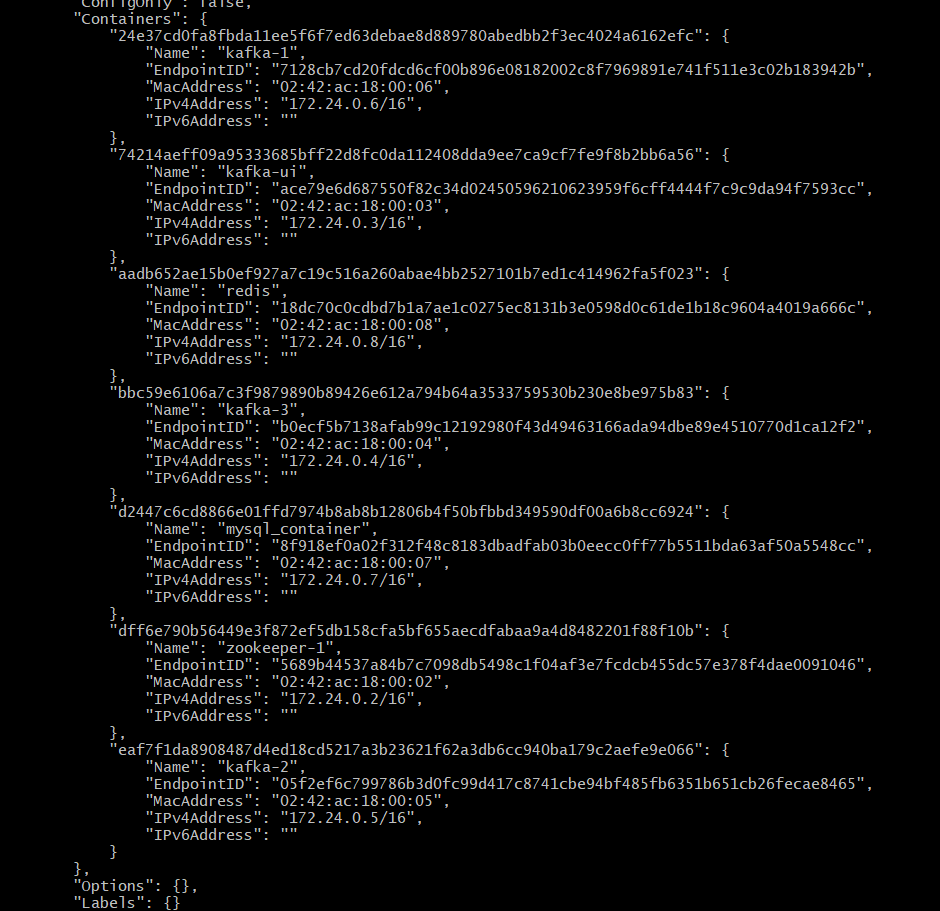 "ConfigOnly": false,
"Containers": {
"24e37cd0fa8fbda11ee5f6f7ed63debae8d889780abedbb2f3ec4024a6162efc": {
"Name": "kafka-1",
"EndpointID": "7128cb7cd20fdcd6cf00b896e08182002c8f7969891e741f511e3c02b183942b",
"MacAddress": "02:42:ac:18:00:06",
"IPv4Address": "172.24.0.6/16",
"IPv6Address": ""
},
"74214aeff09a95333685bff22d8fc0da112408dda9ee7ca9cf7fe9f8b2bb6a56": {
"Name": "kafka-ui",
"EndpointID": "ace79e6d687550f82c34d02450596210623959f6cff4444f7c9c9da94f7593cc",
"MacAddress": "02:42:ac:18:00:03",
"IPv4Address": "172.24.0.3/16",
"IPv6Address": ""
},
"aadb652ae15b0ef927a7c19c516a260abae4bb2527101b7ed1c414962fa5f023": {
"Name": "redis",
"EndpointID": "18dc70c0cdbd7b1a7ae1c0275ec8131b3e0598d0c61de1b18c9604a4019a666c",
"MacAddress": "02:42:ac:18:00:08",
"IPv4Address": "172.24.0.8/16",
"IPv6Address": ""
},
"bbc59e6106a7c3f9879890b89426e612a794b64a3533759530b230e8be975b83": {
"Name": "kafka-3",
"EndpointID": "b0ecf5b7138afab99c12192980f43d49463166ada94dbe89e4510770d1ca12f2",
"MacAddress": "02:42:ac:18:00:04",
"IPv4Address": "172.24.0.4/16",
"IPv6Address": ""
},
"d2447c6cd8866e01ffd7974b8ab8b12806b4f50bfbbd349590df00a6b8cc6924": {
"Name": "mysql_container",
"EndpointID": "8f918ef0a02f312f48c8183dbadfab03b0eecc0ff77b5511bda63af50a5548cc",
"MacAddress": "02:42:ac:18:00:07",
"IPv4Address": "172.24.0.7/16",
"IPv6Address": ""
},
"dff6e790b56449e3f872ef5db158cfa5bf655aecdfabaa9a4d8482201f88f10b": {
"Name": "zookeeper-1",
"EndpointID": "5689b44537a84b7c7098db5498c1f04af3e7fcdcb455dc57e378f4dae0091046",
"MacAddress": "02:42:ac:18:00:02",
"IPv4Address": "172.24.0.2/16",
"IPv6Address": ""
},
"eaf7f1da8908487d4ed18cd5217a3b23621f62a3db6cc940ba179c2aefe9e066": {
"Name": "kafka-2",
"EndpointID": "05f2ef6c799786b3d0fc99d417c8741cbe94bf485fb6351b651cb26fecae8465",
"MacAddress": "02:42:ac:18:00:05",
"IPv4Address": "172.24.0.5/16",
"IPv6Address": ""
}
},
"Options": {},
"Labels": {}